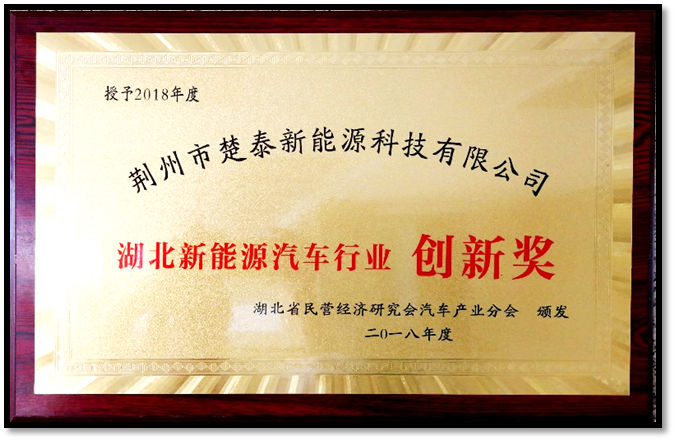 授予2018年度
荆州市楚泰新能源科技有限公司
湖北新能源汽车行业 创新奖
湖北省民营经济研究会汽车产业分会 颁发
二0一八年度